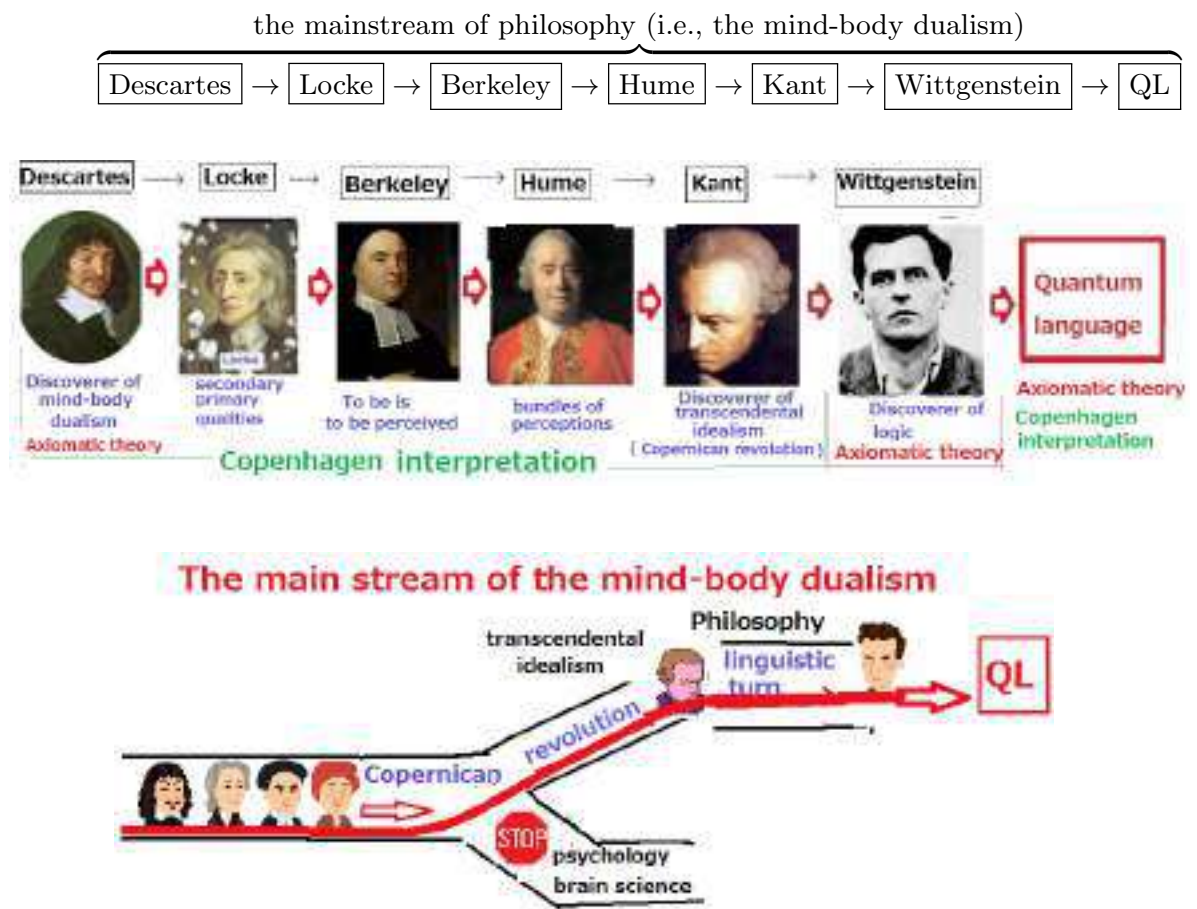 the mainstream of philosophy (i.e., the mind-body dualism)
Descartes → Locke → Berkeley → Hume → Kant → Wittgenstein → QL
Descartes → Locke → Berkeley → Hume → Kant → Wittgenstein
Locke
Quantum
language
Discoverer of
mind-body
dualism
Axiomatic theory
secondary
primary
qualities
To be is
to be perceived
bundles of
perceptions
Discoverer of
transcendental
idealism
( Copernican revolution )
Discoverer of
logic
Axiomatic theory
Axiomatic theory
Copenhagen
interpretation
Copenhagen interpretation
The main stream of the mind-body dualism
transcendental
idealism
Philosophy
linguistic
turn
QL
Copernican revolution
STOP
psychology
brain science